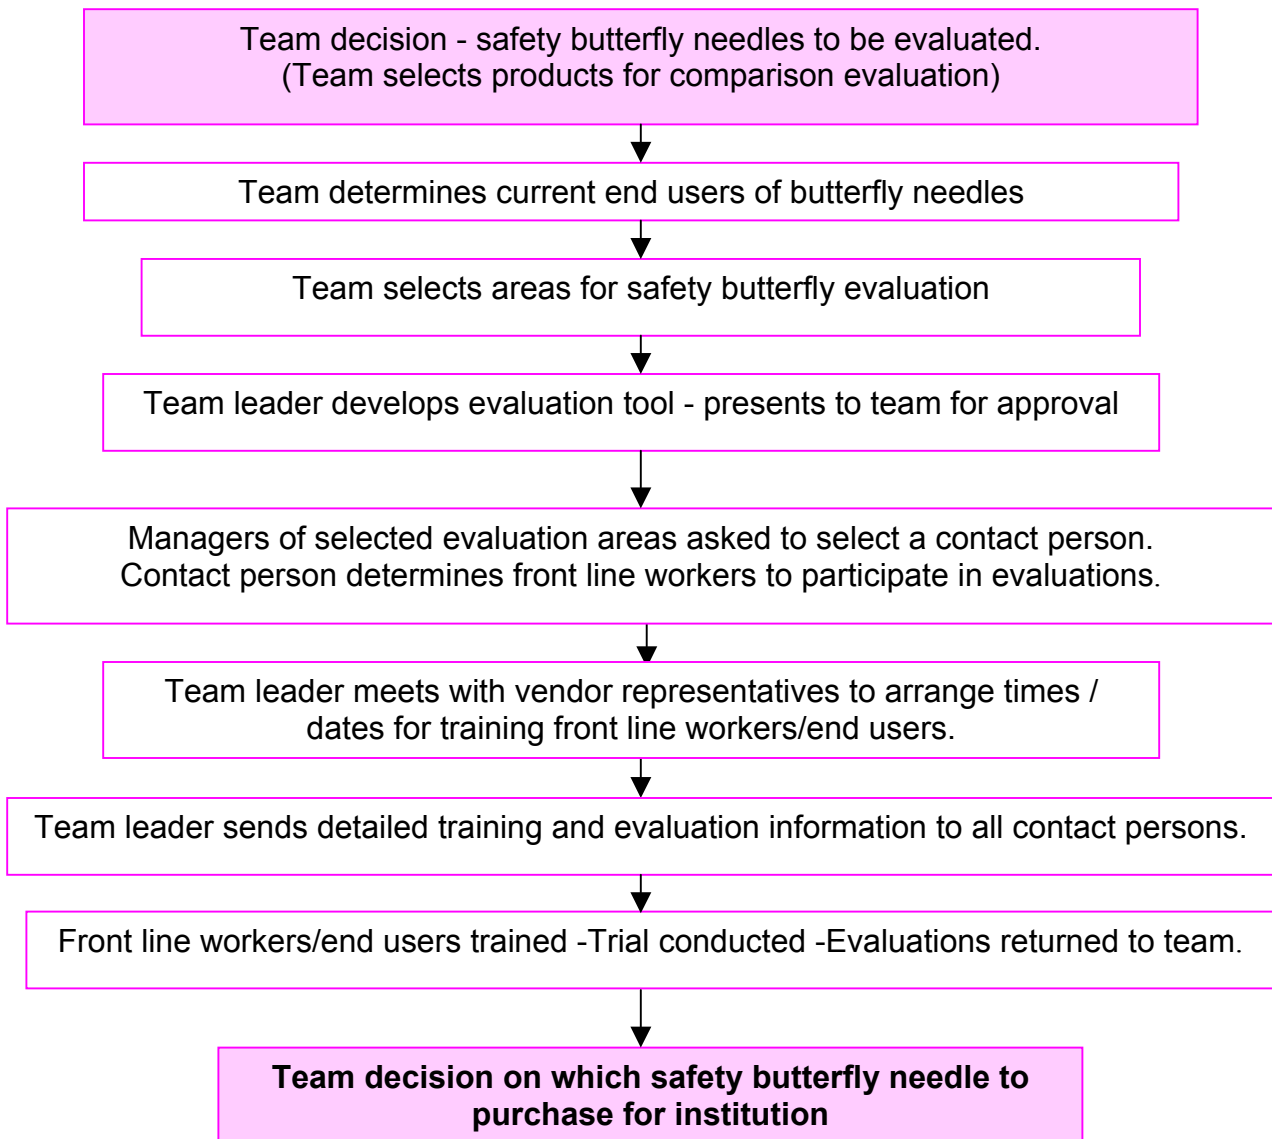 Team decision - safety butterfly needles to be evaluated.
(Team selects products for comparison evaluation)
Team determines current end users of butterfly needles
Team selects areas for safety butterfly evaluation
Team leader develops evaluation tool - presents to team for approval
Managers of selected evaluation areas asked to select a contact person.
Contact person determines front line workers to participate in evaluations.
Team leader meets with vendor representatives to arrange times /
dates for training front line workers/end users.
Team leader sends detailed training and evaluation information to all contact persons.
Front line workers/end users trained -Trial conducted -Evaluations returned to team.
Team decision on which safety butterfly needle to
purchase for institution